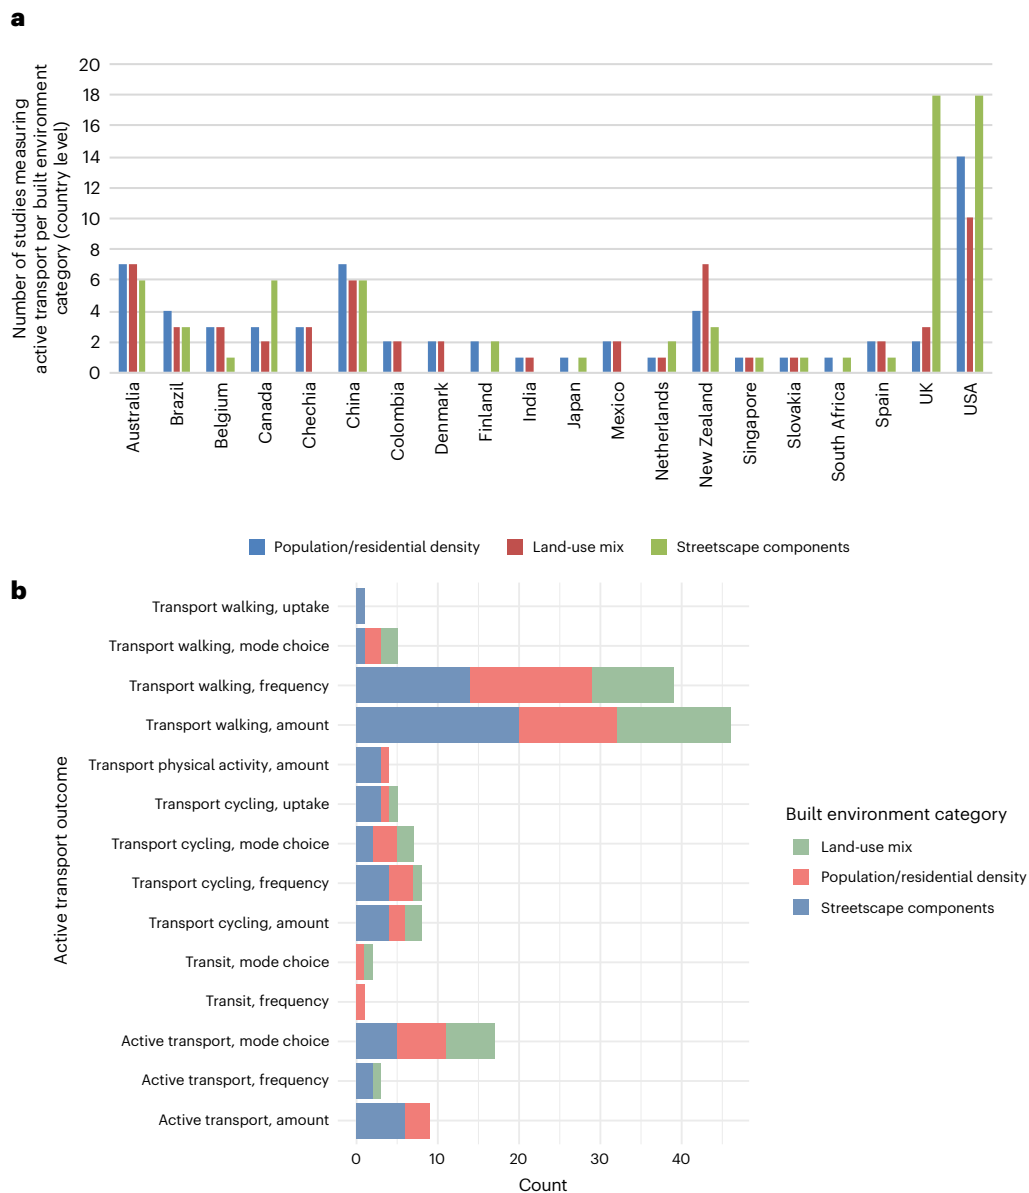 a
Number of studies measuring
active transport per built environment
category (country level)
20
18
16
14
12
10
8
6
4
2
0
Australia
Brazil
Belgium
Canada
Chechia
China
Colombia
Denmark
Finland
India
Japan
Mexico
Netherlands
New Zealand
Singapore
Slovakia
South Africa
Spain
UK
USA
Population/residential density
Land-use mix
Streetscape components
b
Active transport outcome
Transport walking, uptake
Transport walking, mode choice
Transport walking, frequency
Transport walking, amount
Transport physical activity, amount
Transport cycling, uptake
Transport cycling, mode choice
Transport cycling, frequency
Transport cycling, amount
Transit, mode choice
Transit, frequency
Active transport, mode choice
Active transport, frequency
Active transport, amount
0
10
20
30
40
Count
Built environment category
Land-use mix
Population/residential density
Streetscape components